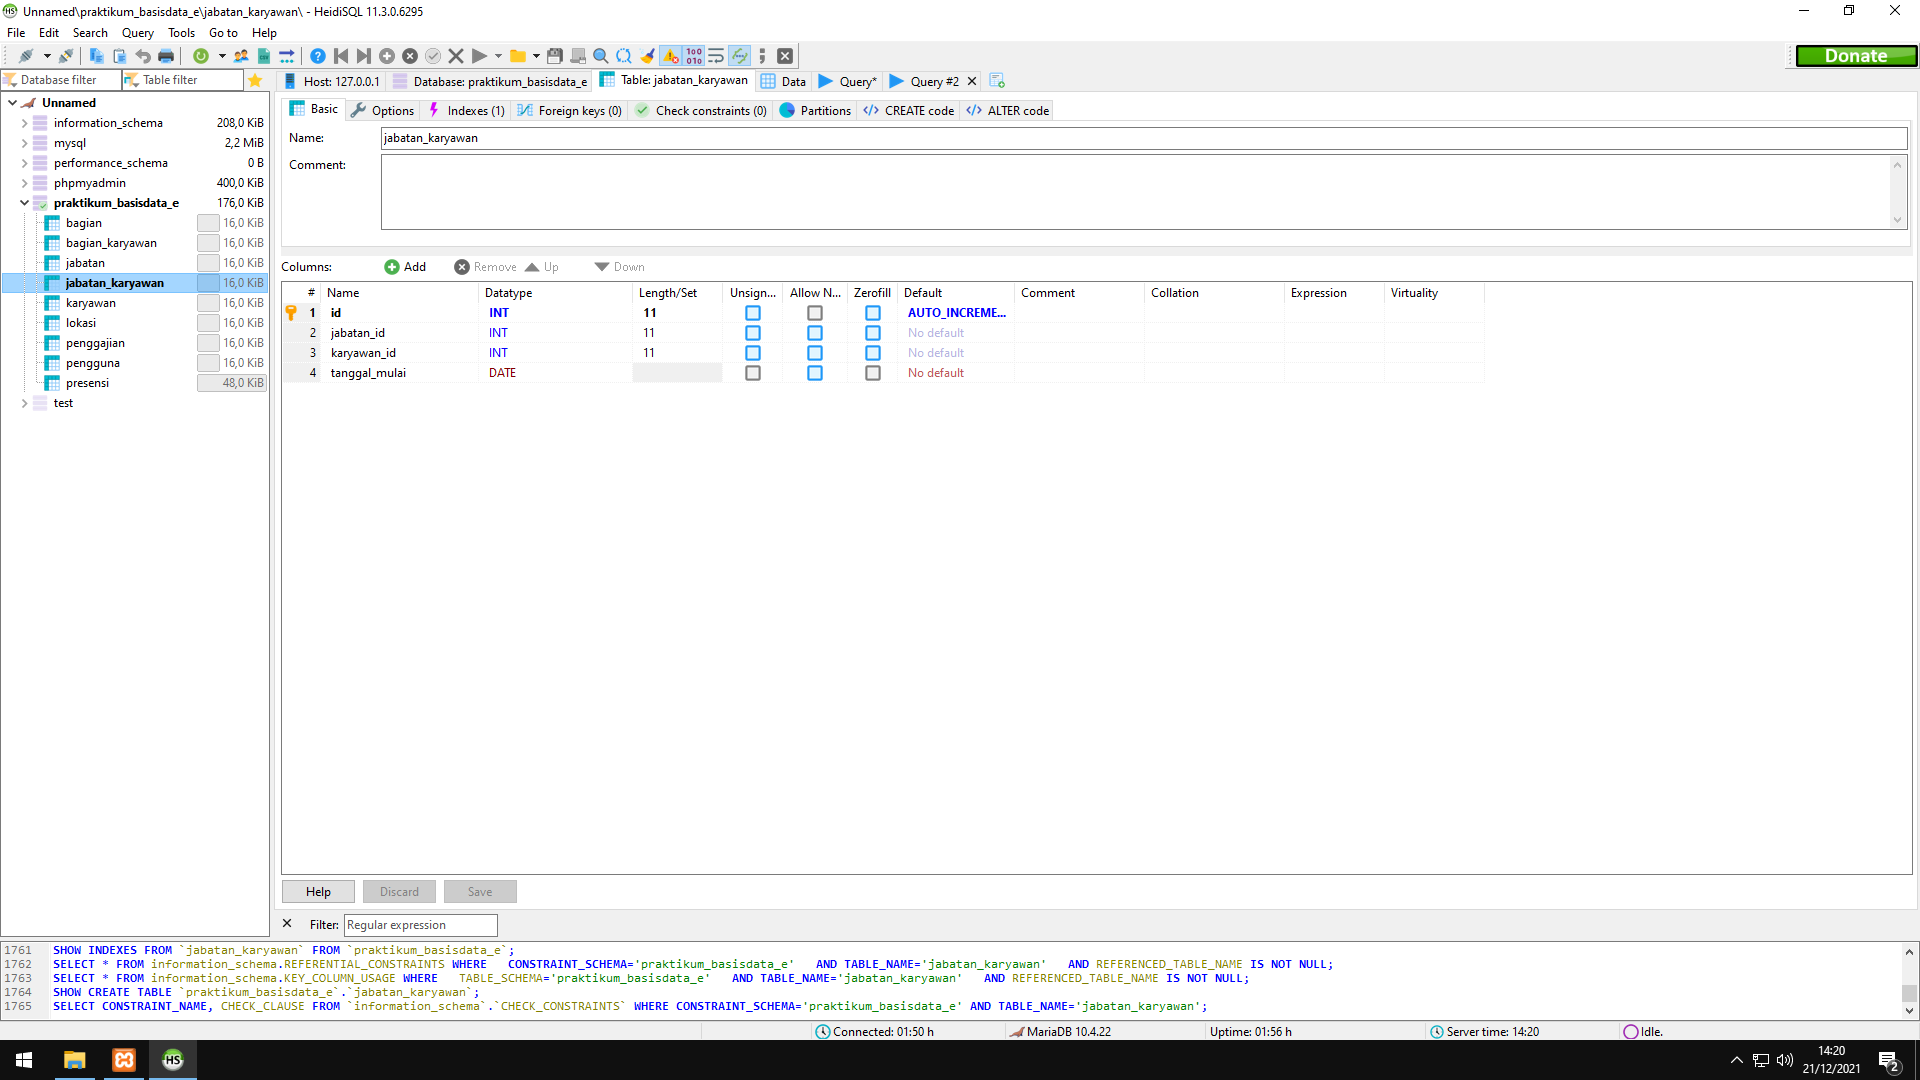 Unnamed\praktikum_basisdata_e\jabatan_karyawan\ - HeidiSQL 11.3.0.6295
File Edit Search Query Tools Go to Help
Donate
Database filter Table filter
Host: 127.0.0.1 Database: praktikum_basisdata_e Table: jabatan_karyawan Data Query* Query #2
Unnamed
information_schema 208,0 KiB
mysql 2,2 MiB
performance_schema 0 B
phpmyadmin 400,0 KiB
praktikum_basisdata_e 176,0 KiB
bagian 16,0 KiB
bagian_karyawan 16,0 KiB
jabatan 16,0 KiB
jabatan_karyawan 16,0 KiB
karyawan 16,0 KiB
lokasi 16,0 KiB
penggajian 16,0 KiB
pengguna 16,0 KiB
presensi 48,0 KiB
test
Basic Options Indexes (1) Foreign keys (0) Check constraints (0) Partitions CREATE code ALTER code
Name: jabatan_karyawan
Comment:
Columns: Add Remove Up Down
# Name Datatype Length/Set Unsign... Allow N... Zerofill Default Comment Collation Expression Virtuality
1 id INT 11 AUTO_INCREME...
2 jabatan_id INT 11 No default
3 karyawan_id INT 11 No default
4 tanggal_mulai DATE No default
Help Discard Save
Filter: Regular expression
1761 SHOW INDEXES FROM `jabatan_karyawan` FROM `praktikum_basisdata_e`;
1762 SELECT * FROM information_schema.REFERENTIAL_CONSTRAINTS WHERE CONSTRAINT_SCHEMA='praktikum_basisdata_e' AND TABLE_NAME='jabatan_karyawan' AND REFERENCED_TABLE_NAME IS NOT NULL;
1763 SELECT * FROM information_schema.KEY_COLUMN_USAGE WHERE TABLE_SCHEMA='praktikum_basisdata_e' AND TABLE_NAME='jabatan_karyawan' AND REFERENCED_TABLE_NAME IS NOT NULL;
1764 SHOW CREATE TABLE `praktikum_basisdata_e`.`jabatan_karyawan`;
1765 SELECT CONSTRAINT_NAME, CHECK_CLAUSE FROM `information_schema`.`CHECK_CONSTRAINTS` WHERE CONSTRAINT_SCHEMA='praktikum_basisdata_e' AND TABLE_NAME='jabatan_karyawan';
Connected: 01:50 h MariaDB 10.4.22 Uptime: 01:56 h Server time: 14:20 Idle.
HS
14:20
21/12/2021
2